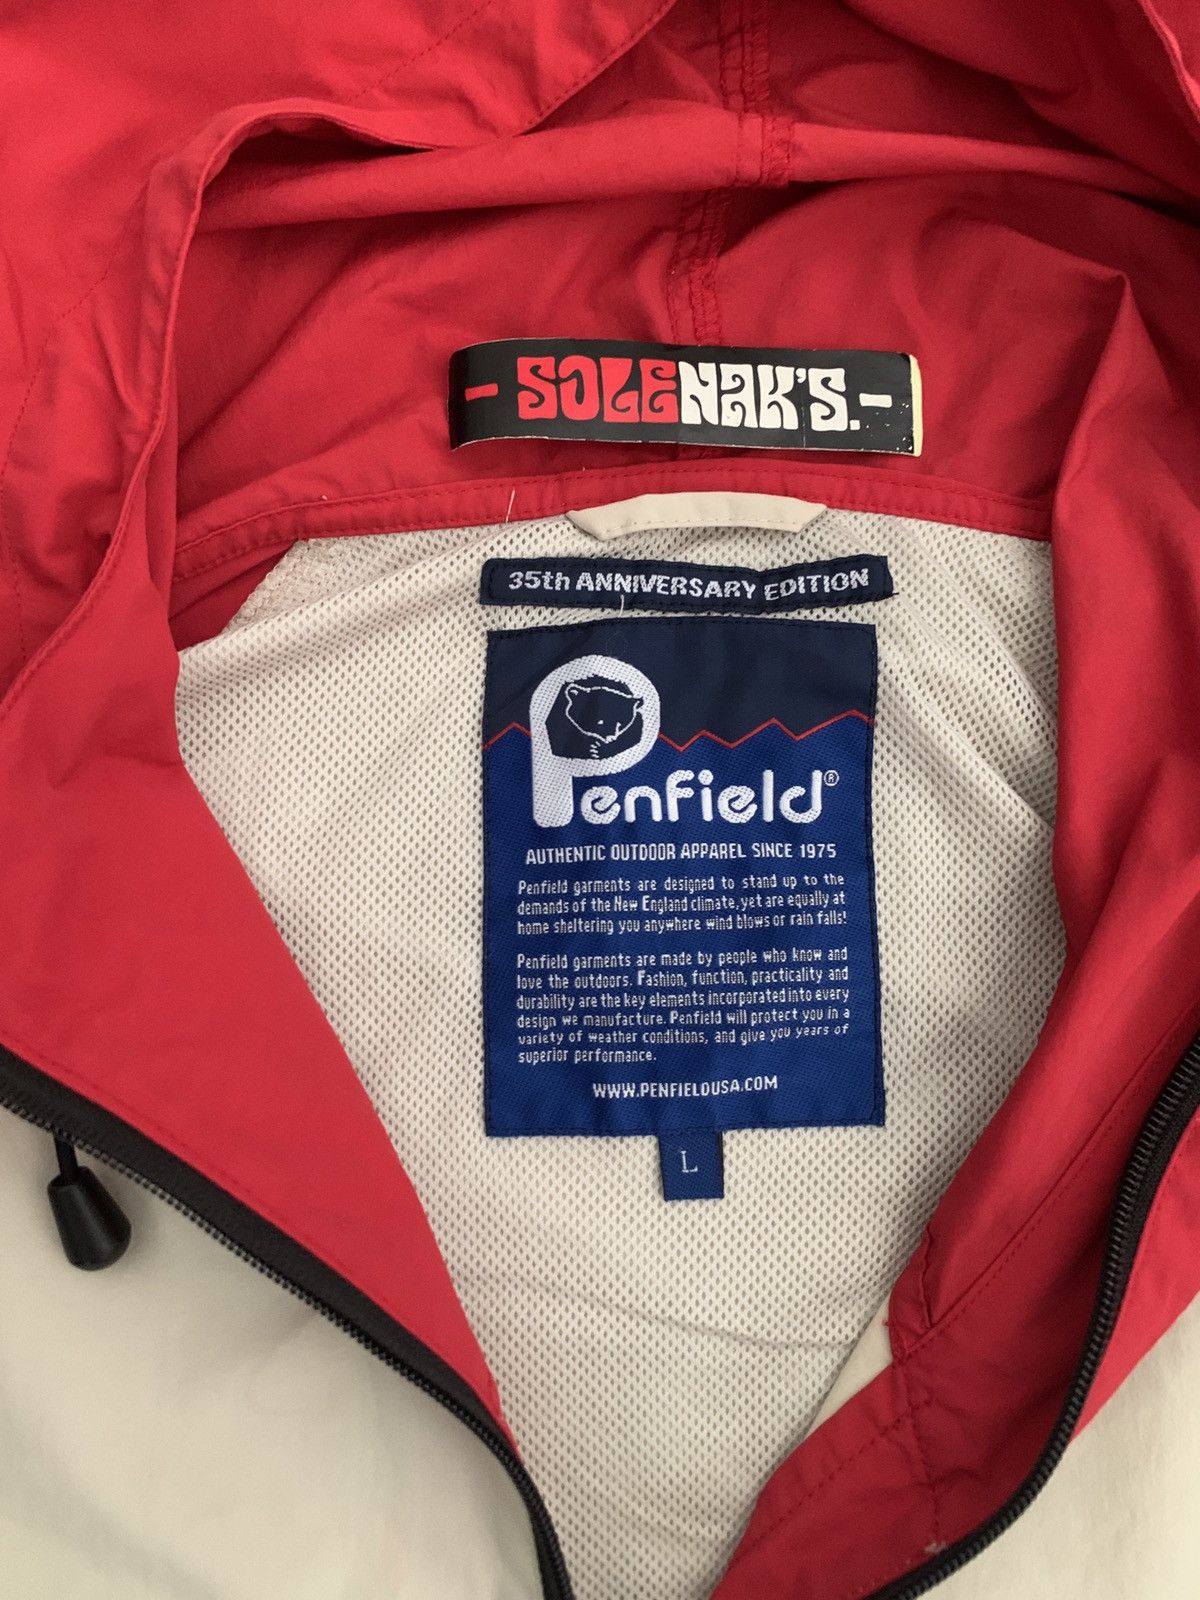 - SOLENAK'S. -
35th ANNIVERSARY EDITION
Penfield®
AUTHENTIC OUTDOOR APPAREL SINCE 1975
Penfield garments are designed to stand up to the
demands of the New England climate, yet are equally at
home sheltering you anywhere wind blows or rain falls!
Penfield garments are made by people who know and
love the outdoors. Fashion, function, practicality and
durability are the key elements incorporated into every
design we manufacture. Penfield will protect you in a
variety of weather conditions, and give you years of
superior performance.
WWW.PENFIELDUSA.COM
L